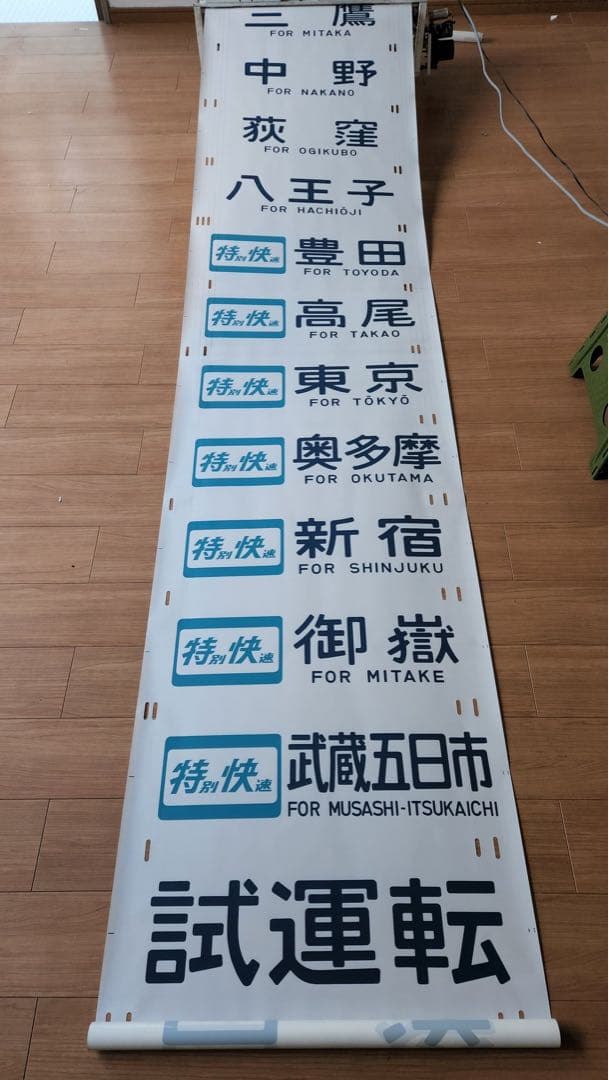 三鷹
FOR MITAKA
中野
FOR NAKANO
荻窪
FOR OGIKUBO
八王子
FOR HACHIŌJI
特別快速 豊田
FOR TOYODA
特別快速 高尾
FOR TAKAO
特別快速 東京
FOR TŌKYŌ
特別快速 奥多摩
FOR OKUTAMA
特別快速 新宿
FOR SHINJUKU
特別快速 御嶽
FOR MITAKE
特別快速 武蔵五日市
FOR MUSASHI-ITSUKAICHI
試運転